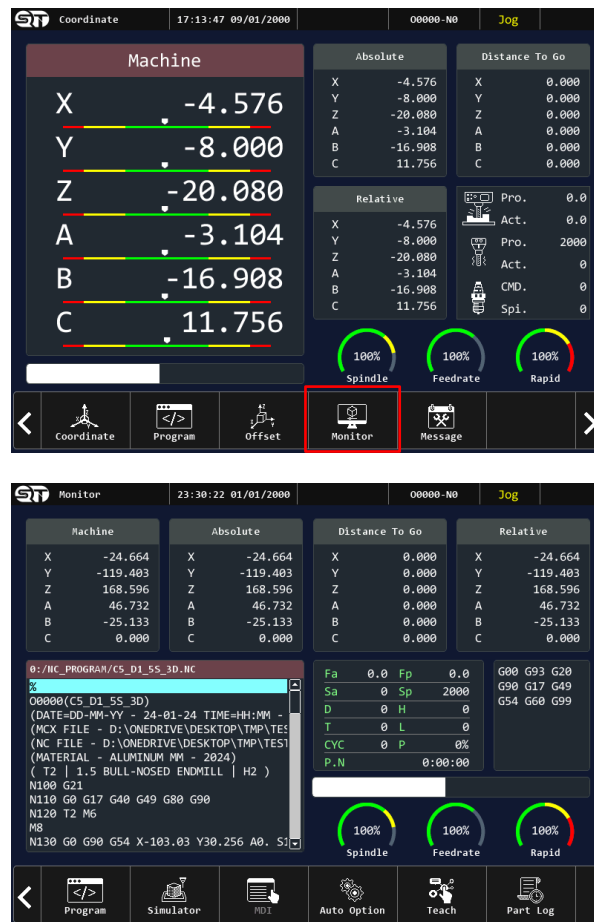 SN Coordinate 17:13:47 09/01/2000 O0000-N0 Jog
Machine
X -4.576
Y -8.000
Z -20.080
A -3.104
B -16.908
C 11.756
Absolute
X -4.576
Y -8.000
Z -20.080
A -3.104
B -16.908
C 11.756
Distance To Go
X 0.000
Y 0.000
Z 0.000
A 0.000
B 0.000
C 0.000
Relative
X -4.576
Y -8.000
Z -20.080
A -3.104
B -16.908
C 11.756
Pro. 0.0
Act. 0.0
Pro. 2000
Act. 0
CMD. 0
Spi. 0
100% 100% 100%
Spindle Feedrate Rapid
Coordinate Program Offset Monitor Message
SN Monitor 23:30:22 01/01/2000 O0000-N0 Jog
Machine
X -24.664
Y -119.403
Z 168.596
A 46.732
B -25.133
C 0.000
Absolute
X -24.664
Y -119.403
Z 168.596
A 46.732
B -25.133
C 0.000
Distance To Go
X 0.000
Y 0.000
Z 0.000
A 0.000
B 0.000
C 0.000
Relative
X -24.664
Y -119.403
Z 168.596
A 46.732
B -25.133
C 0.000
0:/NC_PROGRAM/C5_D1_5S_3D.NC
%
O0000(C5_D1_5S_3D)
(DATE=DD-MM-YY - 24-01-24 TIME=HH:MM -
(MCX FILE - D:\ONEDRIVE\DESKTOP\TMP\TES
(NC FILE - D:\ONEDRIVE\DESKTOP\TMP\TEST
(MATERIAL - ALUMINUM MM - 2024)
( T2 | 1.5 BULL-NOSED ENDMILL | H2 )
N100 G21
N110 G0 G17 G40 G49 G80 G90
N120 T2 M6
M8
N130 G0 G90 G54 X-103.03 Y30.256 A0. S1
Fa 0.0 Fp 0.0
Sa 0 Sp 2000
D 0 H 0
T 0 L 0
CYC 0 P 0%
P.N 0:00:00
G00 G93 G20
G90 G17 G49
G54 G60 G99
100% 100% 100%
Spindle Feedrate Rapid
Program Simulator MDI Auto Option Teach Part Log